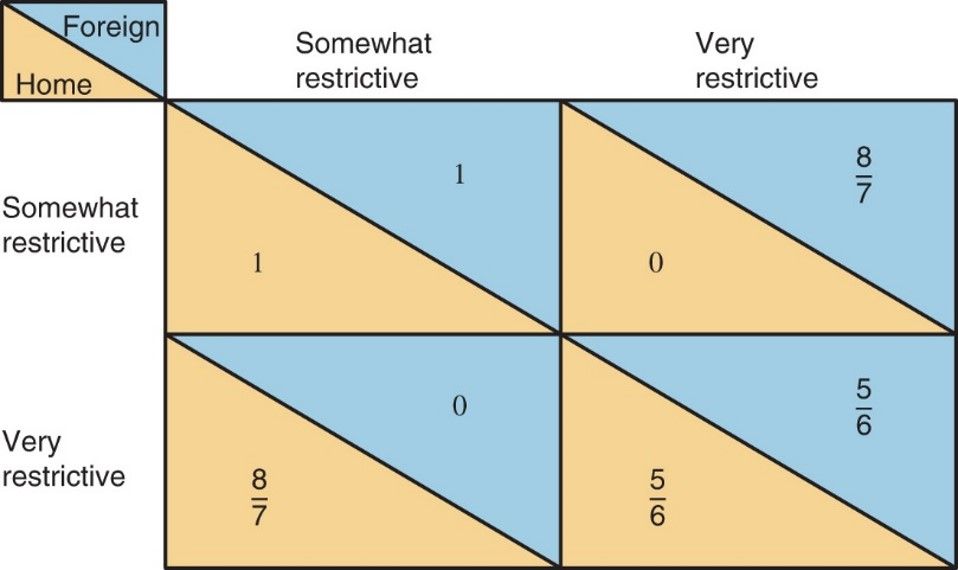 Foreign
Home
Somewhat
restrictive
Very
restrictive
Somewhat
restrictive
1
1
8
7
0
Very
restrictive
0
8
7
5
6
5
6